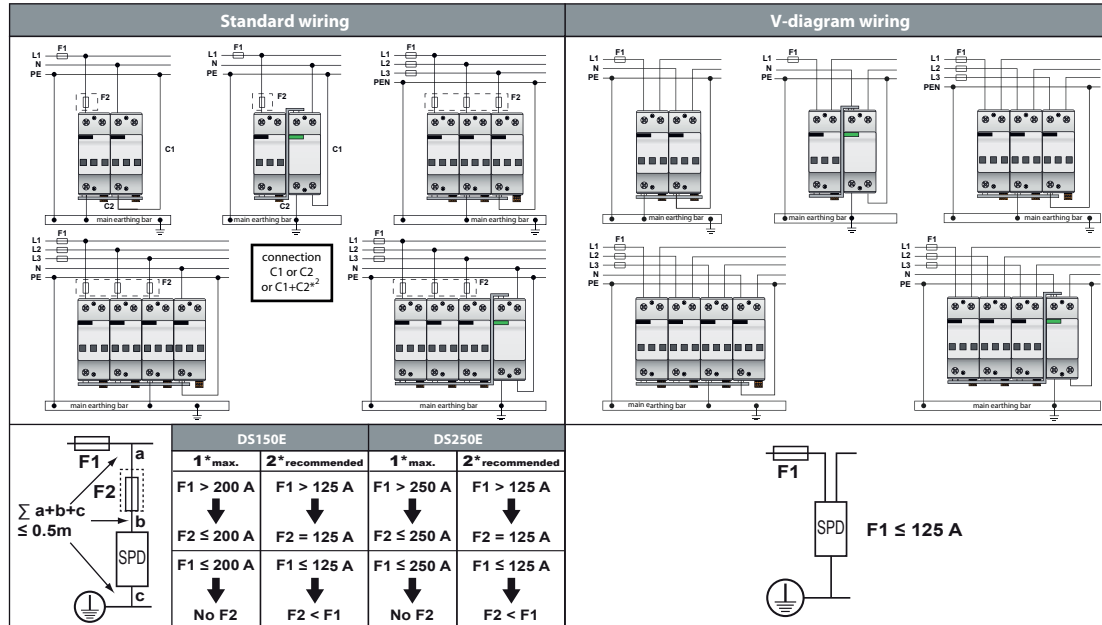 Standard wiring
V-diagram wiring
L1 F1
N
PE
F2
C1
C2
main earthing bar
L1 F1
N
PE
F2
C1
C2
main earthing bar
L1 F1
L2
L3
PEN
F2
main earthing bar
L1 F1
N
PE
main earthing bar
L1 F1
N
PE
main earthing bar
L1 F1
L2
L3
PEN
main earthing bar
L1 F1
L2
L3
N
PE
F2
main earthing bar
connection
C1 or C2
or C1+C2*²
L1 F1
L2
L3
N
PE
F2
main earthing bar
L1 F1
L2
L3
N
PE
main earthing bar
L1 F1
L2
L3
N
PE
main earthing bar
F1
a
F2
∑ a+b+c
≤ 0.5m
b
SPD
c
DS150E DS250E
1*max. 2*recommended 1*max. 2*recommended
F1 > 200 A F1 > 125 A F1 > 250 A F1 > 125 A
F2 ≤ 200 A F2 = 125 A F2 ≤ 250 A F2 = 125 A
F1 ≤ 200 A F1 ≤ 125 A F1 ≤ 250 A F1 ≤ 125 A
No F2 F2 < F1 No F2 F2 < F1
F1
SPD
F1 ≤ 125 A